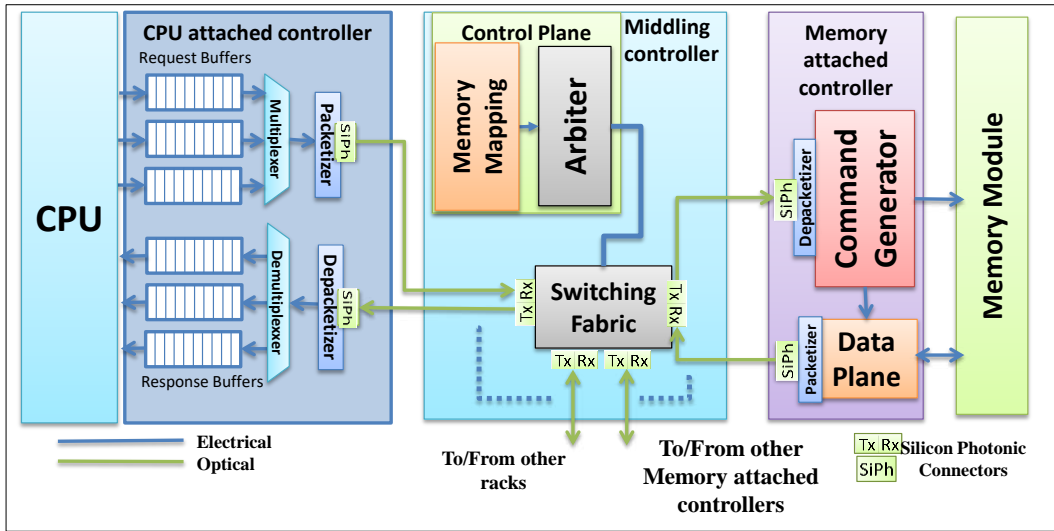 CPU
CPU attached controller
Request Buffers
Multiplexer
Packetizer
SiPh
Demultiplexxer
Depacketizer
SiPh
Response Buffers
Control Plane
Middling
controller
Memory
Mapping
Arbiter
Switching
Fabric
Tx Rx
Tx Rx
Tx Rx
Tx Rx
Memory
attached
controller
SiPh
Depacketizer
Command
Generator
SiPh
Packetizer
Data
Plane
Memory Module
Electrical
Optical
To/From other
racks
To/From other
Memory attached
controllers
Tx Rx Silicon Photonic
SiPh Connectors